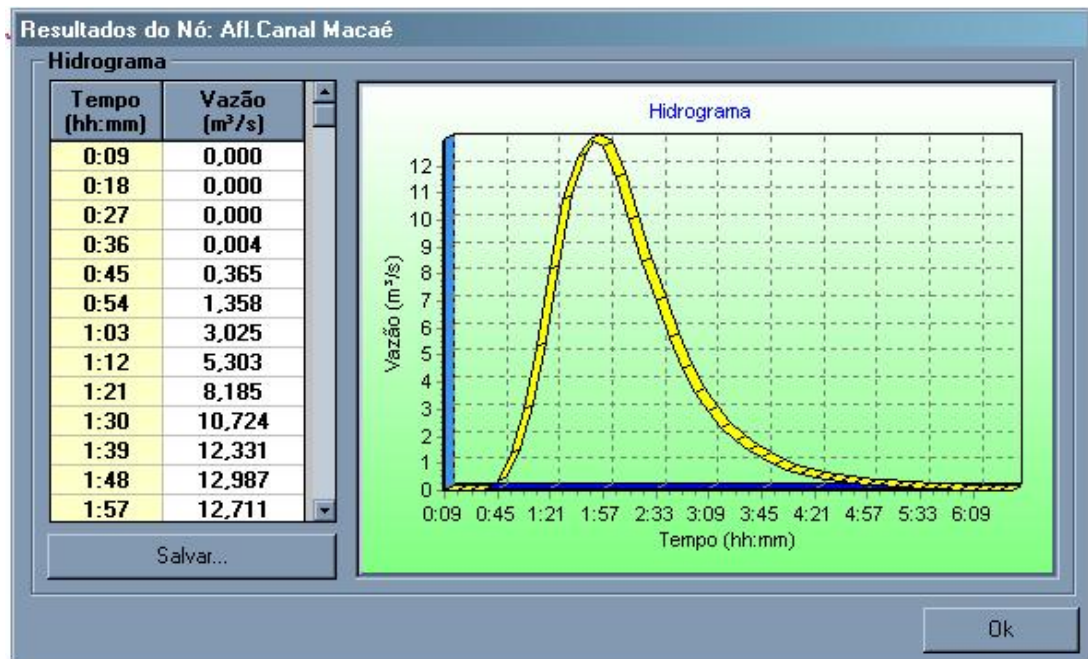 Resultados do Nó: Afl.Canal Macaé
Hidrograma
Tempo (hh:mm) Vazão (m³/s)
0:09 0,000
0:18 0,000
0:27 0,000
0:36 0,004
0:45 0,365
0:54 1,358
1:03 3,025
1:12 5,303
1:21 8,185
1:30 10,724
1:39 12,331
1:48 12,987
1:57 12,711
Salvar...
Hidrograma
Vazão (m³/s)
12
11
10
9
8
7
6
5
4
3
2
1
0
0:09 0:45 1:21 1:57 2:33 3:09 3:45 4:21 4:57 5:33 6:09
Tempo (hh:mm)
Ok